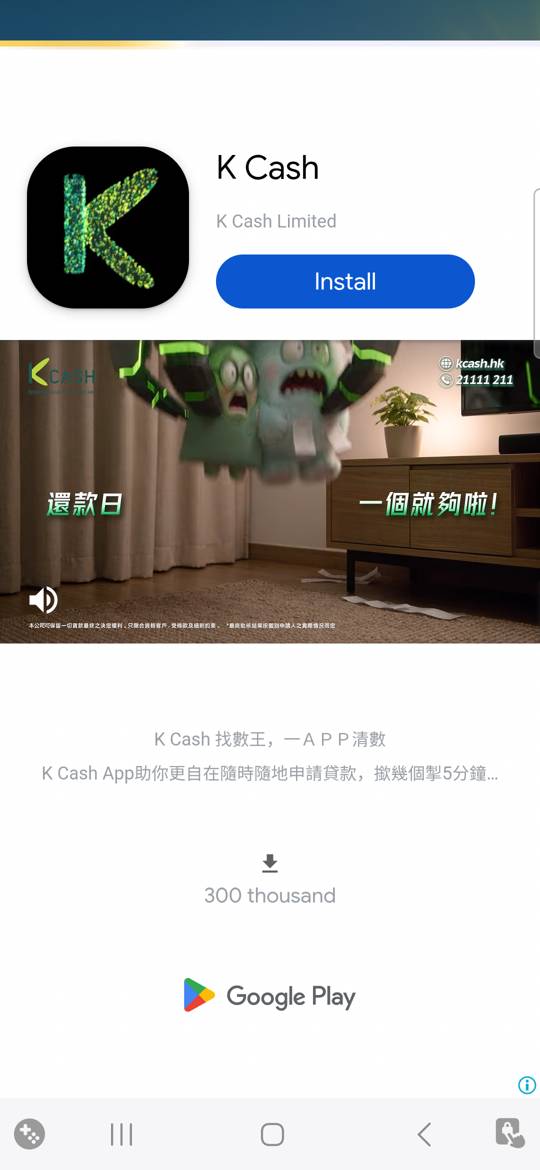 K Cash
K Cash Limited
Install
K CASH
kcash.hk
21111 211
還款日
一個就夠啦!
K Cash 找數王，一ＡＰＰ清數
K Cash App助你更自在隨時隨地申請貸款，撳幾個掣5分鐘…
300 thousand
Google Play